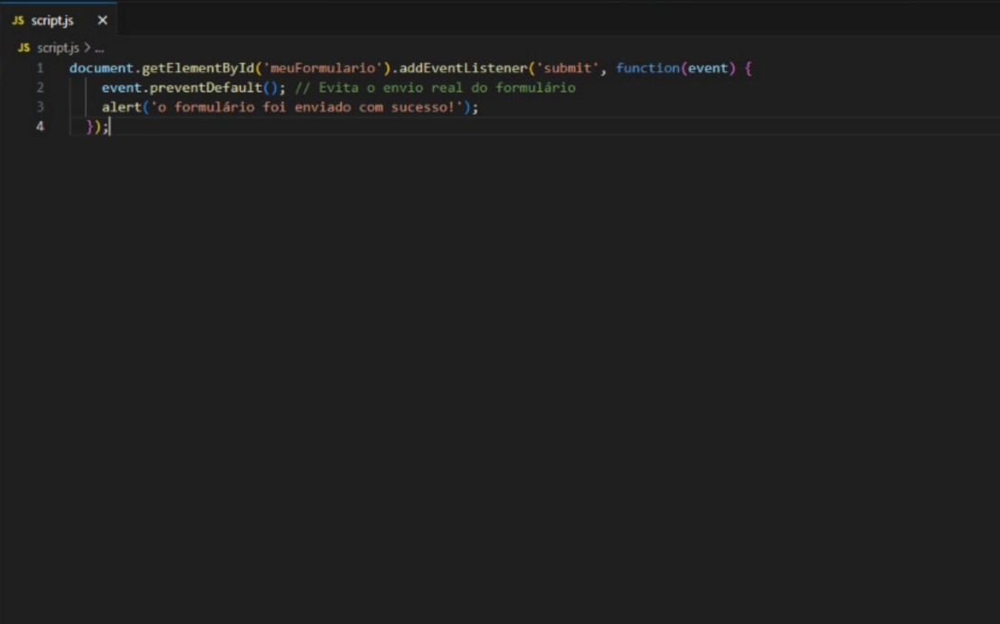 JS script.js ×
JS script.js > ...
1 document.getElementById('meuFormulario').addEventListener('submit', function(event) {
2 event.preventDefault(); // Evita o envio real do formulário
3 alert('o formulário foi enviado com sucesso!');
4 });